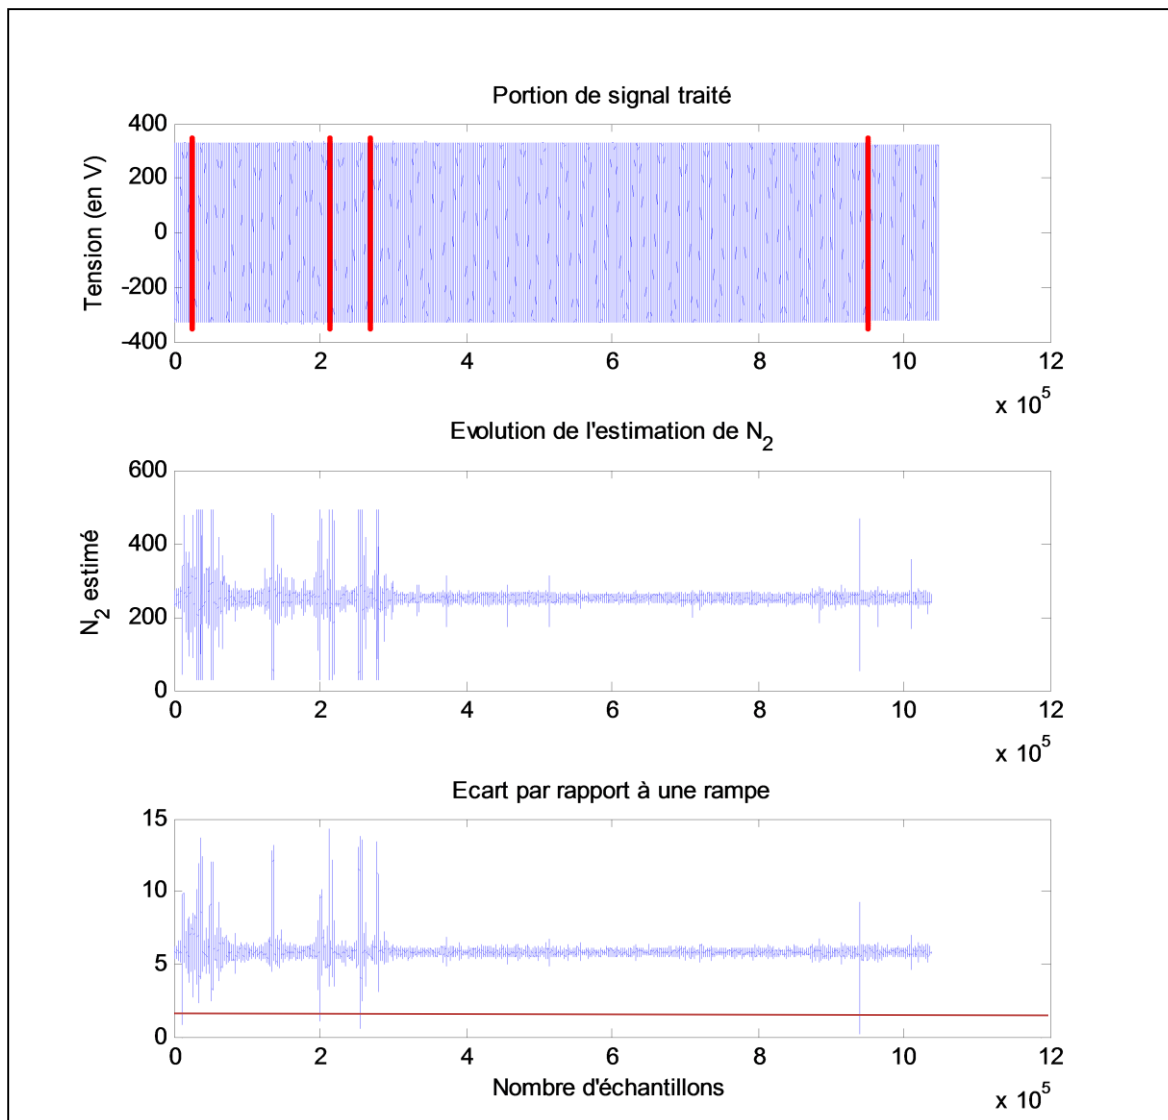 Portion de signal traité
Tension (en V)
400
200
0
-200
-400
0 2 4 6 8 10 12
x 10^5
Evolution de l'estimation de N_2
N_2 estimé
600
400
200
0
0 2 4 6 8 10 12
x 10^5
Ecart par rapport à une rampe
15
10
5
0
0 2 4 6 8 10 12
Nombre d'échantillons
x 10^5